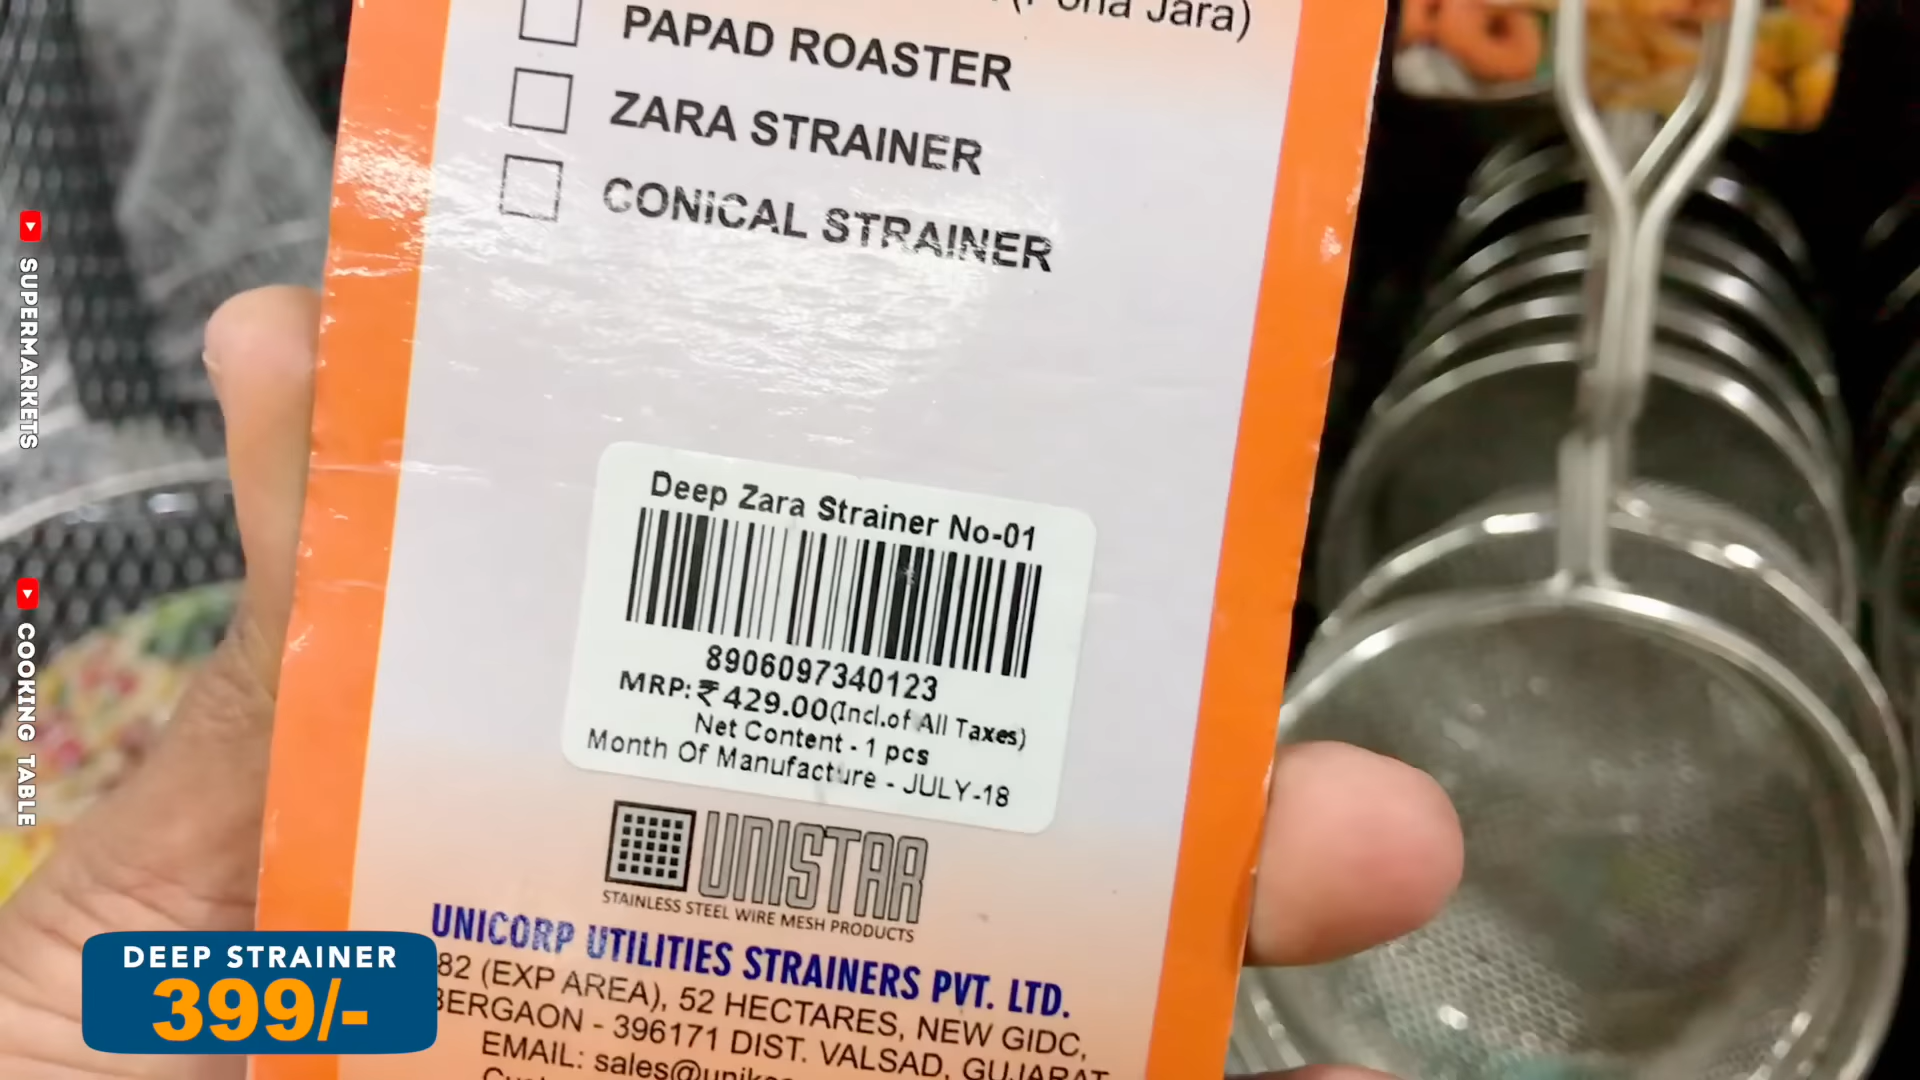 Jara)
PAPAD ROASTER
ZARA STRAINER
CONICAL STRAINER
Deep Zara Strainer No-01
8906097340123
MRP:₹429.00(Incl.of All Taxes)
Net Content - 1 pcs
Month Of Manufacture - JULY-18
UNISTAR
STAINLESS STEEL WIRE MESH PRODUCTS
UNICORP UTILITIES STRAINERS PVT. LTD.
82 (EXP AREA), 52 HECTARES, NEW GIDC,
BERGAON - 396171 DIST. VALSAD, GUJARAT
EMAIL:
SUPERMARKETS
COOKING TABLE
DEEP STRAINER
399/-